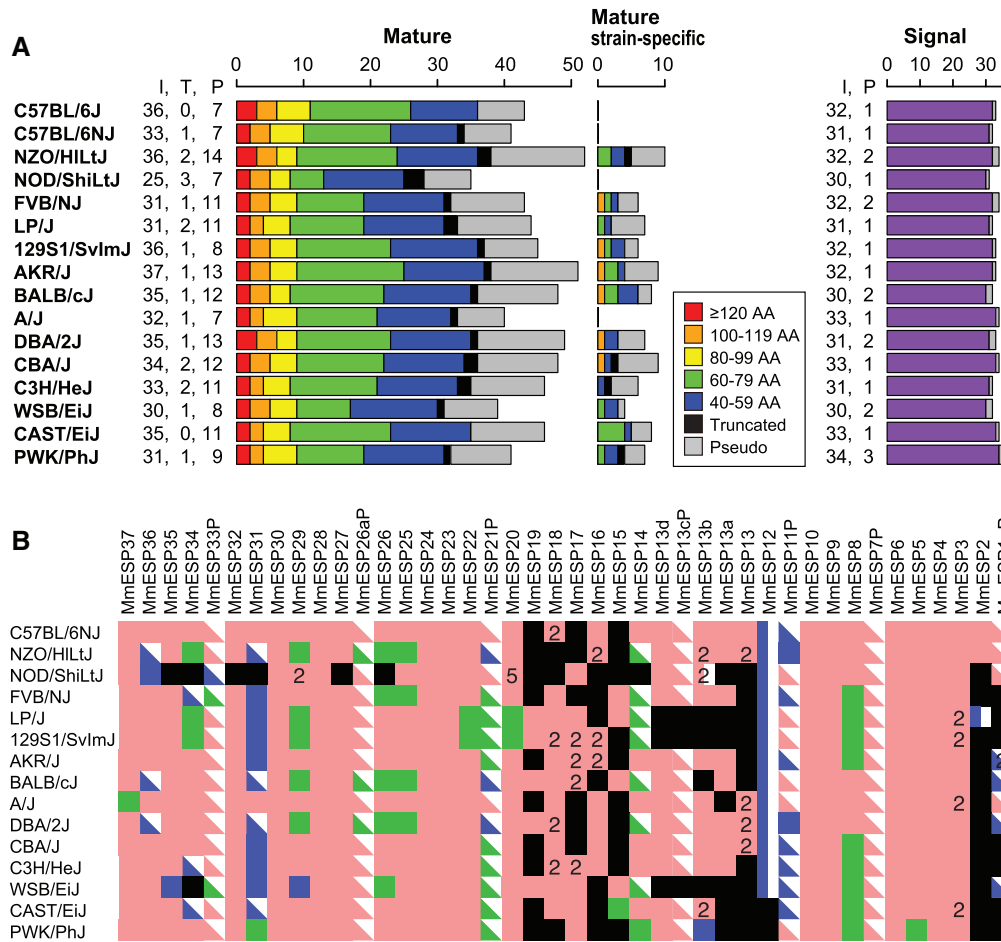 A
Mature
Mature
strain-specific
Signal
0 20 40 50
0 10
0 30
I, T, P
I, P
C57BL/6J 36, 0, 7 32, 1
C57BL/6NJ 33, 1, 7 31, 1
NZO/HILtJ 36, 2, 14 32, 2
NOD/ShiLtJ 25, 3, 7 30, 1
FVB/NJ 31, 1, 11 32, 2
LP/J 31, 2, 11 31, 1
129S1/SvImJ 36, 1, 8 32, 1
AKR/J 37, 1, 13 32, 1
BALB/cJ 35, 1, 12 30, 2
A/J 32, 1, 7 33, 1
DBA/2J 35, 1, 13 31, 2
CBA/J 34, 2, 12 33, 1
C3H/HeJ 33, 2, 11 31, 1
WSB/EiJ 30, 1, 8 30, 2
CAST/EiJ 35, 0, 11 33, 1
PWK/PhJ 31, 1, 9 34, 3
≥120 AA
100-119 AA
80-99 AA
60-79 AA
40-59 AA
Truncated
Pseudo
B
MmESP37
MmESP36
MmESP35
MmESP34
MmESP33P
MmESP32
MmESP31
MmESP30
MmESP29
MmESP28
MmESP27
MmESP26aP
MmESP26
MmESP25
MmESP24
MmESP23
MmESP22
MmESP21P
MmESP20
MmESP19
MmESP18
MmESP17
MmESP16
MmESP15
MmESP14
MmESP13d
MmESP13cP
MmESP13b
MmESP13a
MmESP13
MmESP12
MmESP11P
MmESP10
MmESP9
MmESP8
MmESP7P
MmESP6
MmESP5
MmESP4
MmESP3
MmESP2
C57BL/6NJ 2
NZO/HILtJ 2 2 2
NOD/ShiLtJ 2 5 2
FVB/NJ
LP/J 2
129S1/SvImJ 2 2 2 2
AKR/J 2 2 2
BALB/cJ 2
A/J 2 2
DBA/2J 2 2
CBA/J 2
C3H/HeJ 2 2
WSB/EiJ
CAST/EiJ 2 2
PWK/PhJ